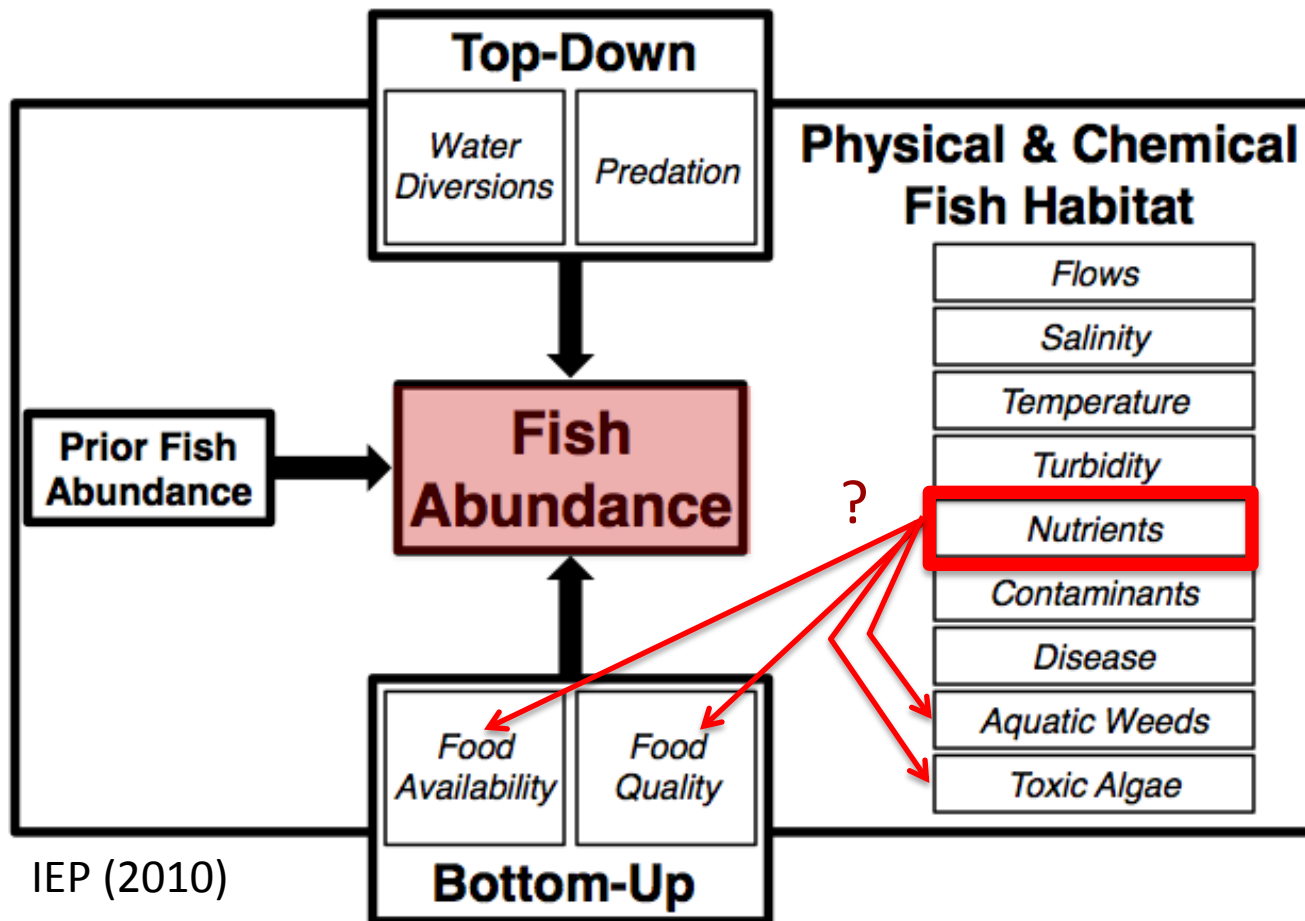 Top-Down
Water
Diversions
Predation
Physical & Chemical
Fish Habitat
Flows
Salinity
Temperature
Turbidity
Nutrients
Contaminants
Disease
Aquatic Weeds
Toxic Algae
Prior Fish
Abundance
Fish
Abundance
?
Food
Availability
Food
Quality
Bottom-Up
IEP (2010)